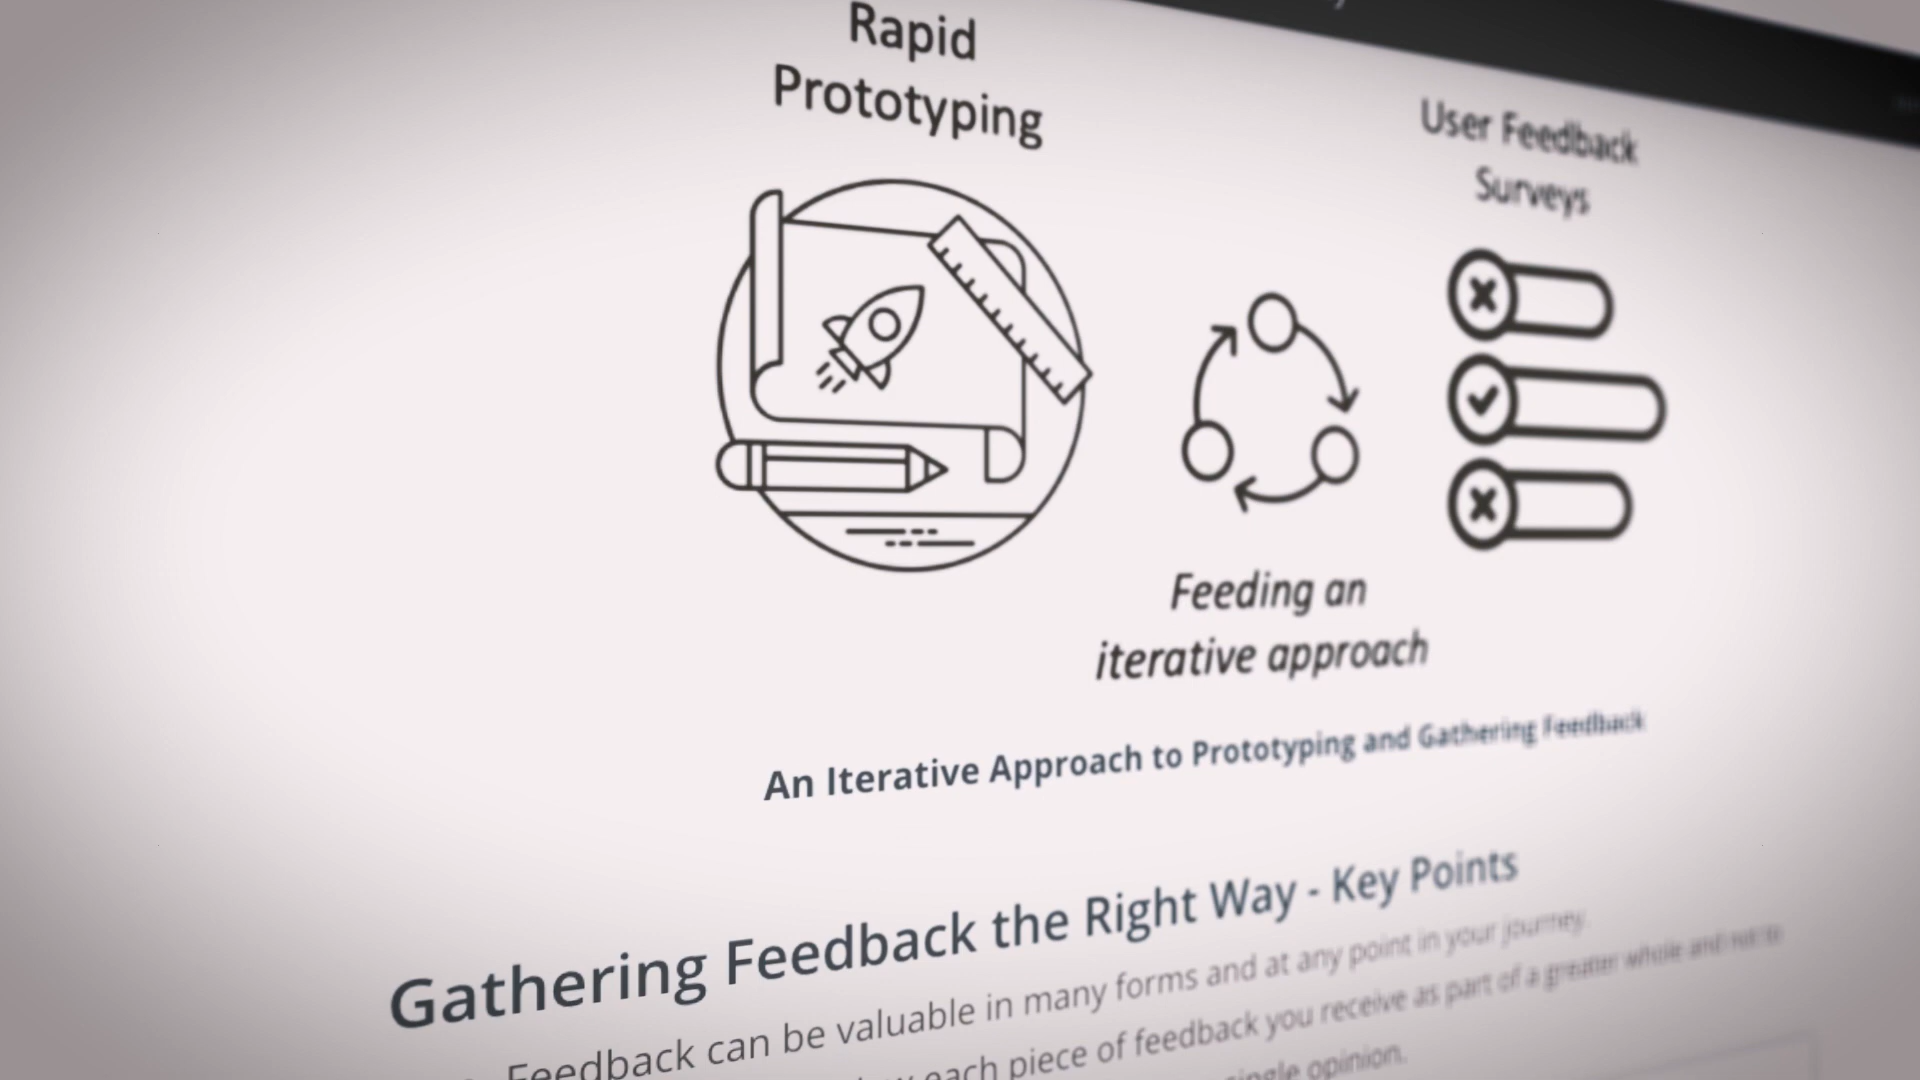 Rapid
Prototyping
User Feedback
Surveys
Feeding an
iterative approach
An Iterative Approach to Prototyping and Gathering Feedback
Gathering Feedback the Right Way - Key Points
Feedback can be valuable in many forms and at any point in your journey.
each piece of feedback you receive as part of a greater whole and not to
single opinion.